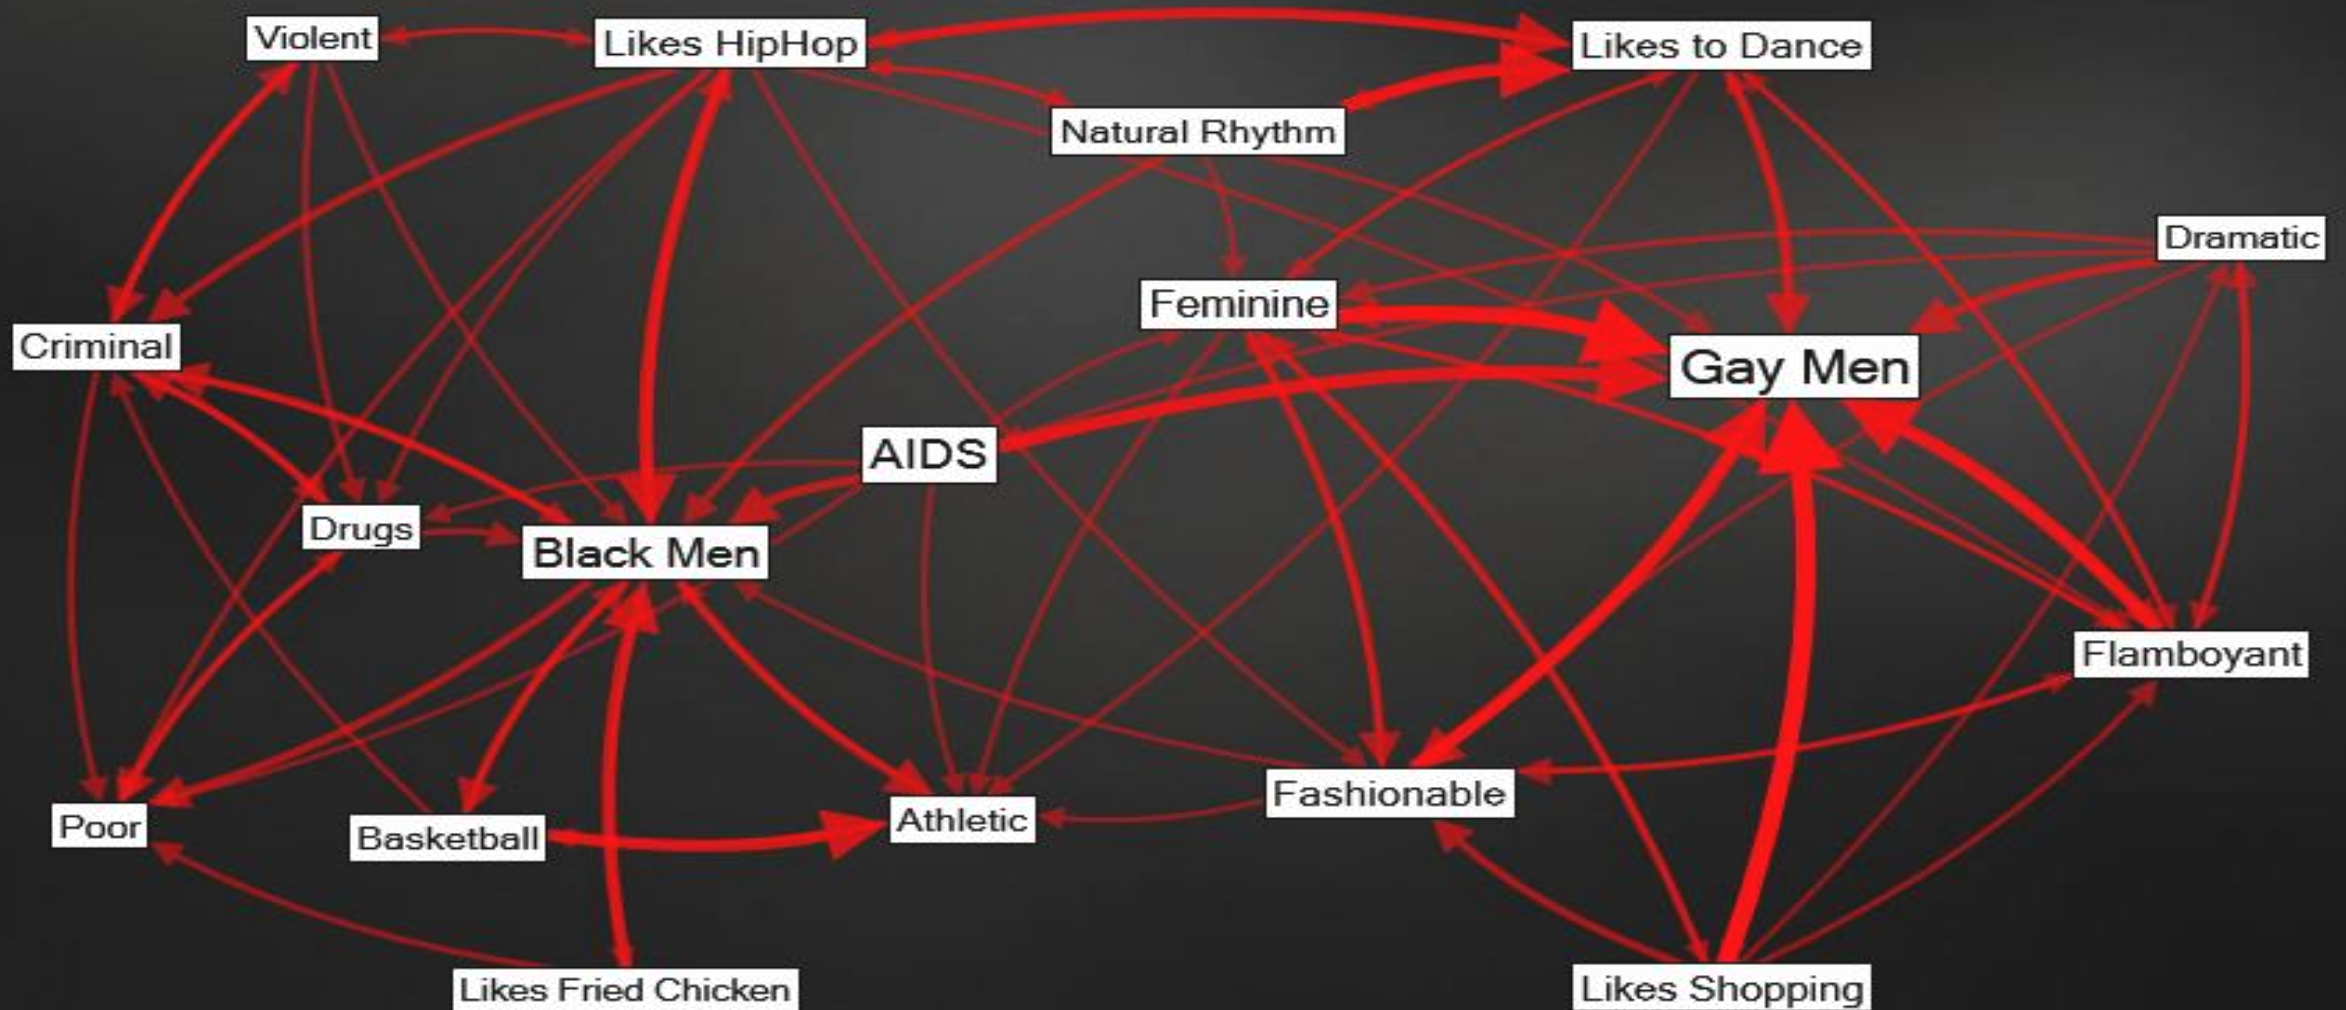 Violent
Likes HipHop
Likes to Dance
Natural Rhythm
Dramatic
Feminine
Criminal
Gay Men
AIDS
Drugs
Black Men
Flamboyant
Fashionable
Athletic
Poor
Basketball
Likes Fried Chicken
Likes Shopping